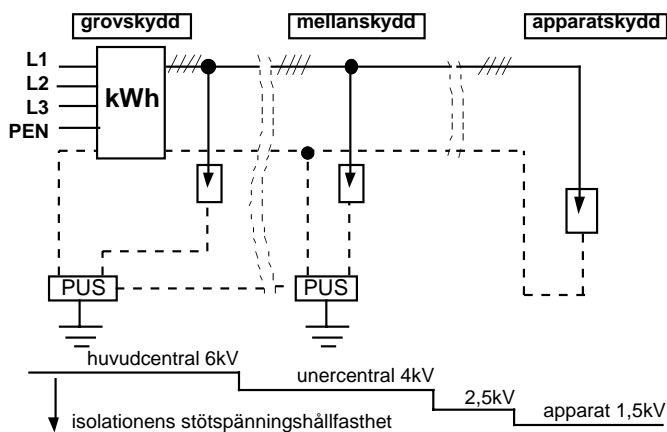 grovskydd mellanskydd apparatskydd
L1
L2
L3
PEN
kWh
PUS PUS
huvudcentral 6kV
unercentral 4kV
2,5kV
apparat 1,5kV
isolationens stötspänningshållfasthet